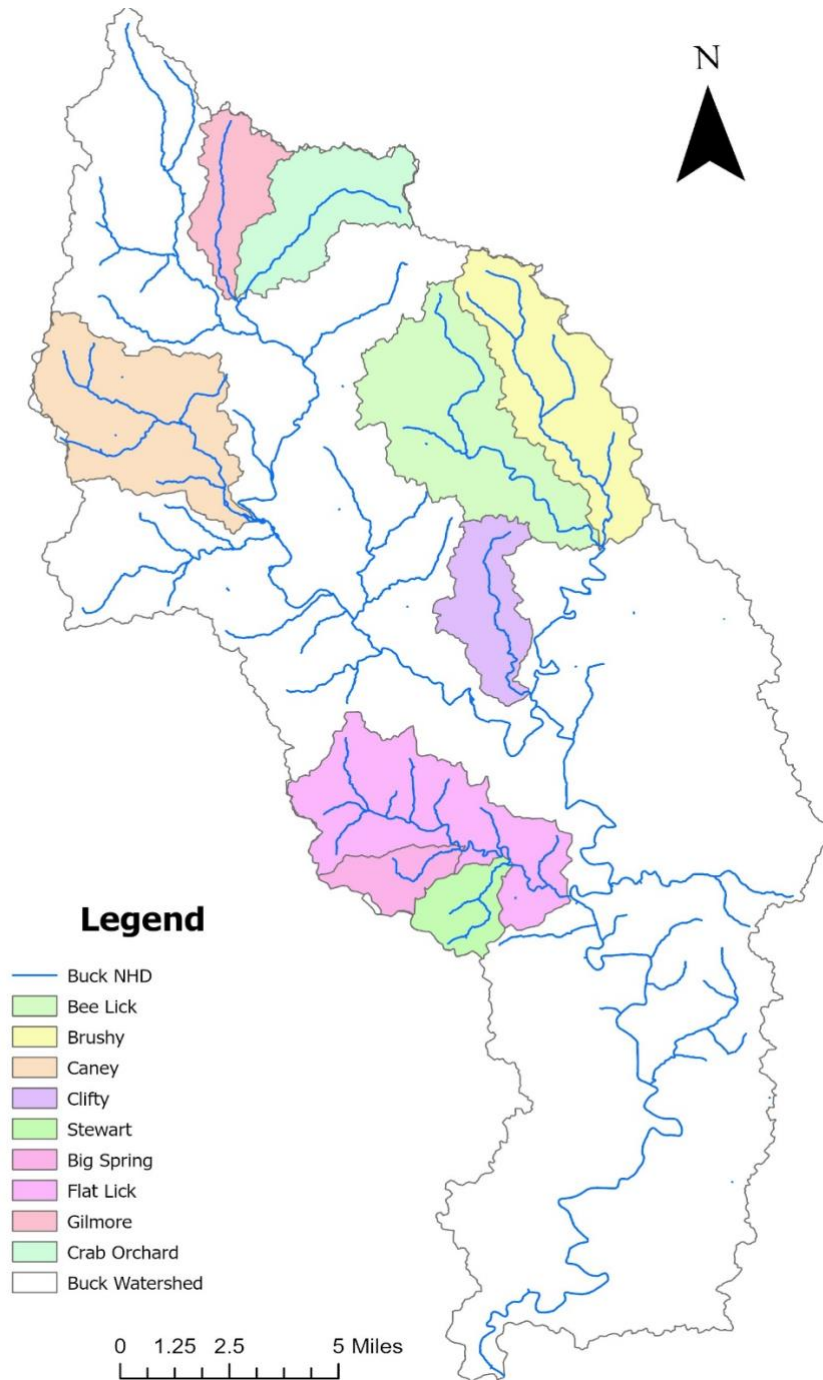 N
Legend
Buck NHD
Bee Lick
Brushy
Caney
Clifty
Stewart
Big Spring
Flat Lick
Gilmore
Crab Orchard
Buck Watershed
0 1.25 2.5 5 Miles